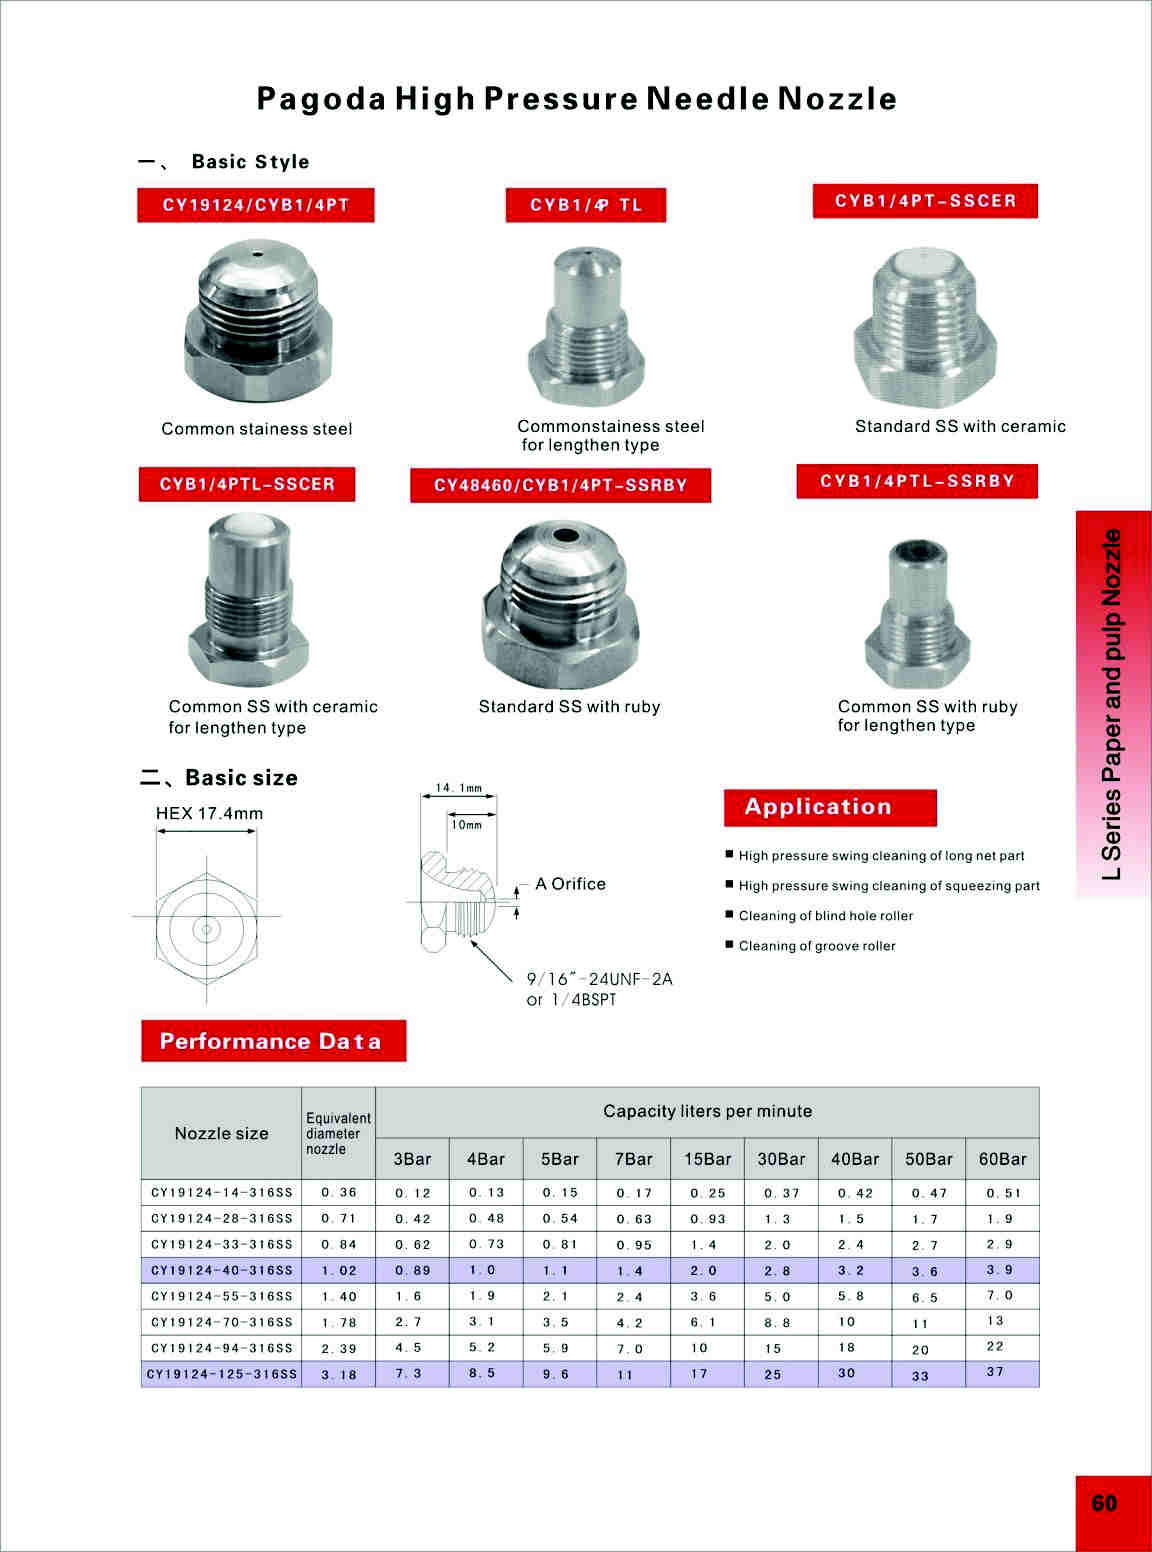 Pagoda High Pressure Needle Nozzle
一、 Basic Style
CY19124/CYB1/4PT
CYB1/4P TL
CYB1/4PT-SSCER
Common stainess steel
Commonstainess steel
for lengthen type
Standard SS with ceramic
CYB1/4PTL-SSCER
CY48460/CYB1/4PT-SSRBY
CYB1/4PTL-SSRBY
Common SS with ceramic
for lengthen type
Standard SS with ruby
Common SS with ruby
for lengthen type
L Series Paper and pulp Nozzle
二、Basic size
HEX 17.4mm
14.1mm
10mm
A Orifice
9/16"-24UNF-2A
or 1/4BSPT
Application
■ High pressure swing cleaning of long net part
■ High pressure swing cleaning of squeezing part
■ Cleaning of blind hole roller
■ Cleaning of groove roller
Performance Data
Nozzle size
Equivalent
diameter
nozzle
Capacity liters per minute
3Bar 4Bar 5Bar 7Bar 15Bar 30Bar 40Bar 50Bar 60Bar
CY19124-14-316SS 0.36 0.12 0.13 0.15 0.17 0.25 0.37 0.42 0.47 0.51
CY19124-28-316SS 0.71 0.42 0.48 0.54 0.63 0.93 1.3 1.5 1.7 1.9
CY19124-33-316SS 0.84 0.62 0.73 0.81 0.95 1.4 2.0 2.4 2.7 2.9
CY19124-40-316SS 1.02 0.89 1.0 1.1 1.4 2.0 2.8 3.2 3.6 3.9
CY19124-55-316SS 1.40 1.6 1.9 2.1 2.4 3.6 5.0 5.8 6.5 7.0
CY19124-70-316SS 1.78 2.7 3.1 3.5 4.2 6.1 8.8 10 11 13
CY19124-94-316SS 2.39 4.5 5.2 5.9 7.0 10 15 18 20 22
CY19124-125-316SS 3.18 7.3 8.5 9.6 11 17 25 30 33 37
60